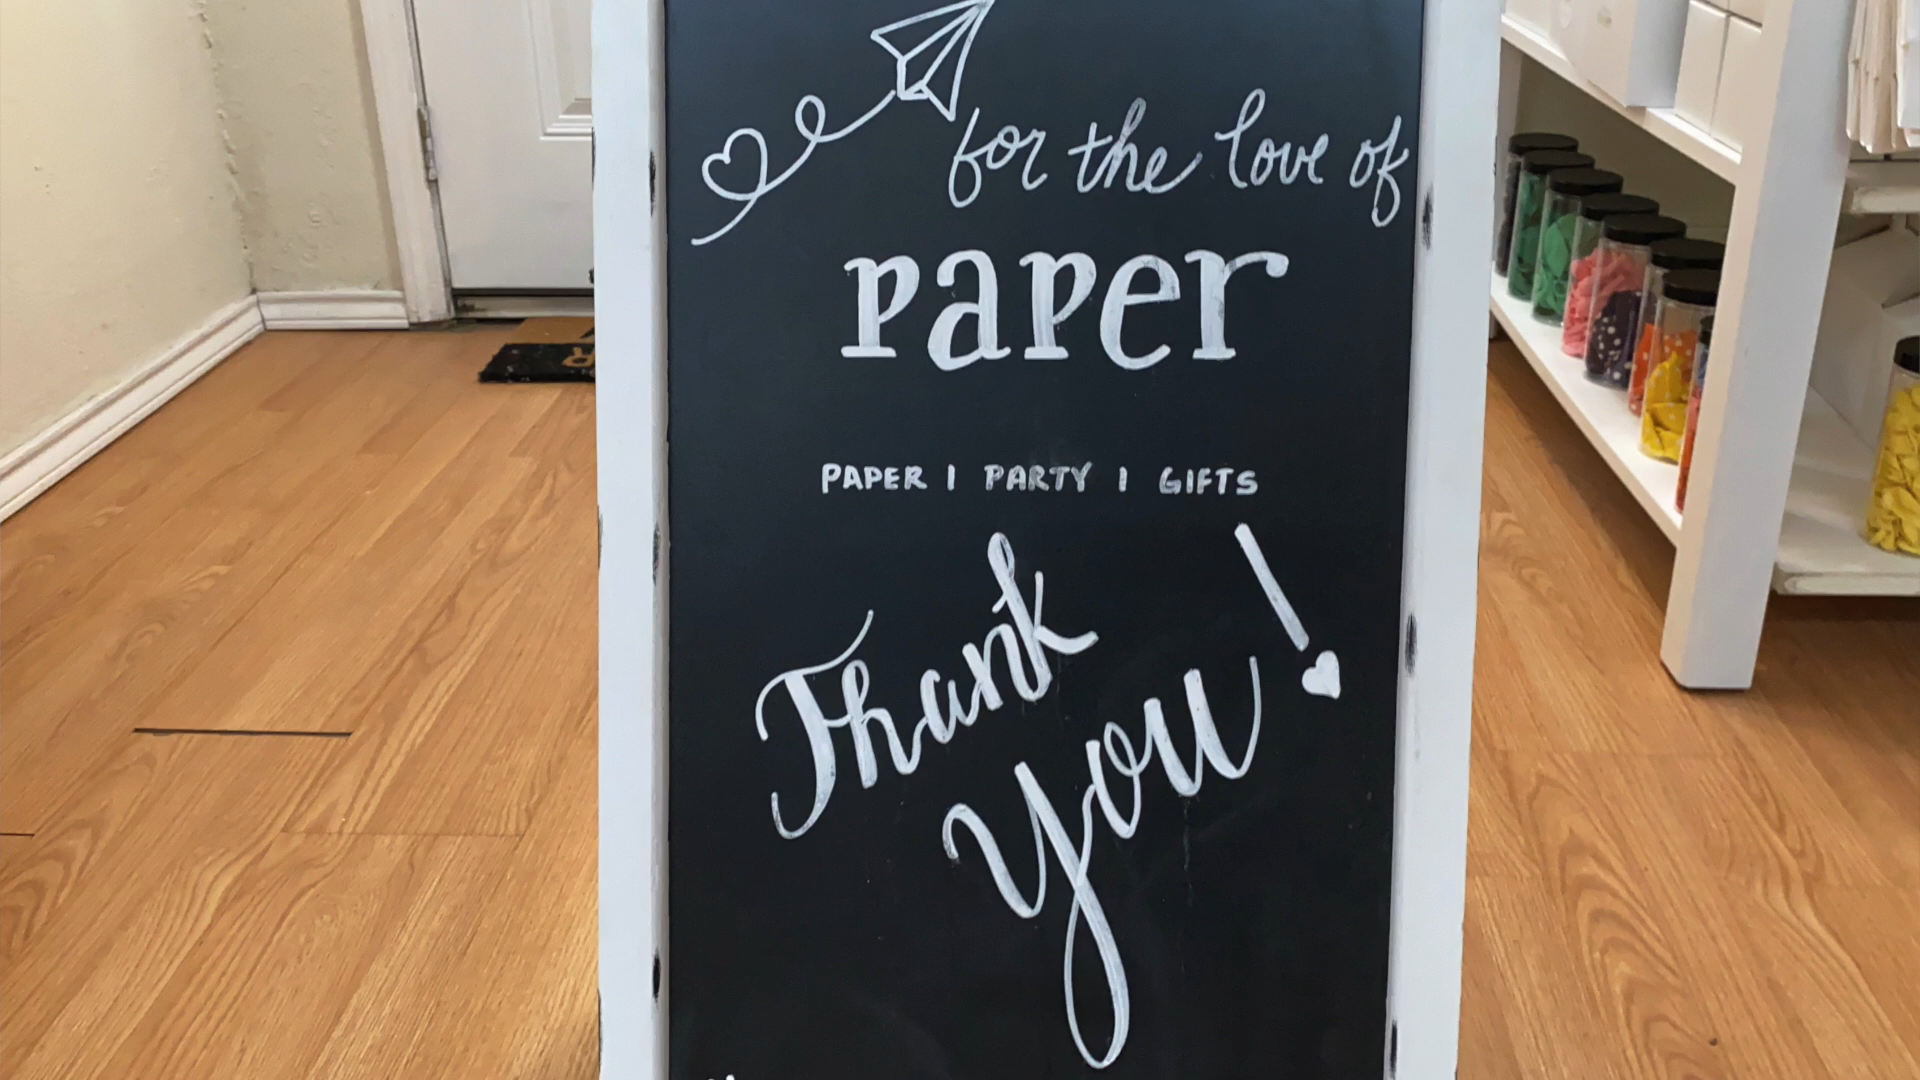 for the love of
PaPer
PAPER | PARTY | GIFTS
Thank
You!